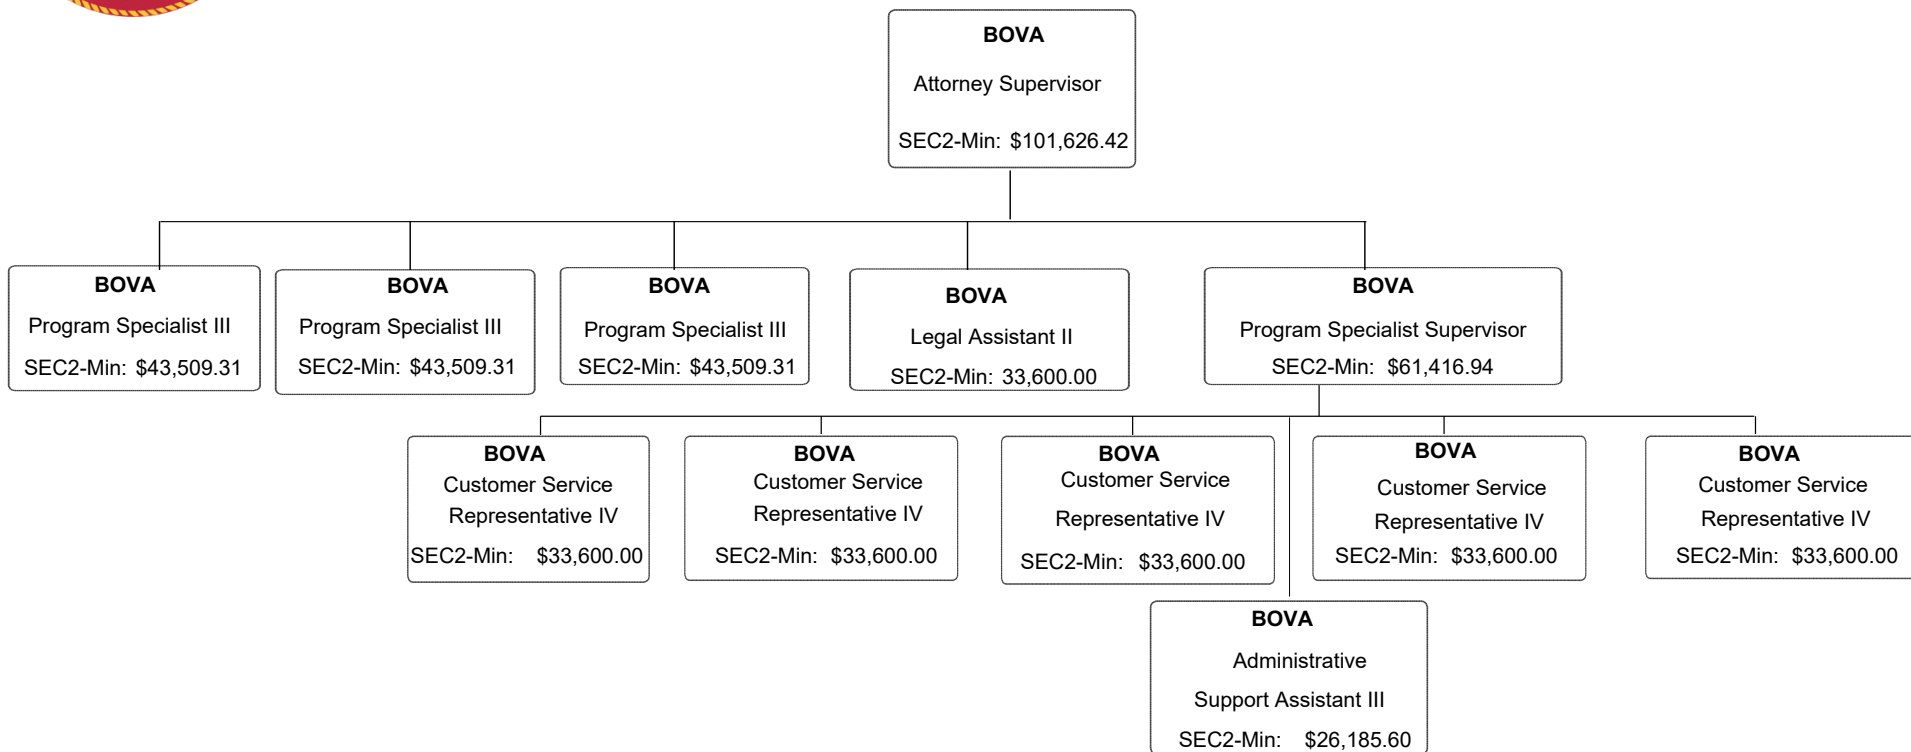 BOVA
Attorney Supervisor
SEC2-Min: $101,626.42
BOVA
Program Specialist III
SEC2-Min: $43,509.31
BOVA
Program Specialist III
SEC2-Min: $43,509.31
BOVA
Program Specialist III
SEC2-Min: $43,509.31
BOVA
Legal Assistant II
SEC2-Min: 33,600.00
BOVA
Program Specialist Supervisor
SEC2-Min: $61,416.94
BOVA
Customer Service
Representative IV
SEC2-Min: $33,600.00
BOVA
Customer Service
Representative IV
SEC2-Min: $33,600.00
BOVA
Customer Service
Representative IV
SEC2-Min: $33,600.00
BOVA
Customer Service
Representative IV
SEC2-Min: $33,600.00
BOVA
Customer Service
Representative IV
SEC2-Min: $33,600.00
BOVA
Administrative
Support Assistant III
SEC2-Min: $26,185.60